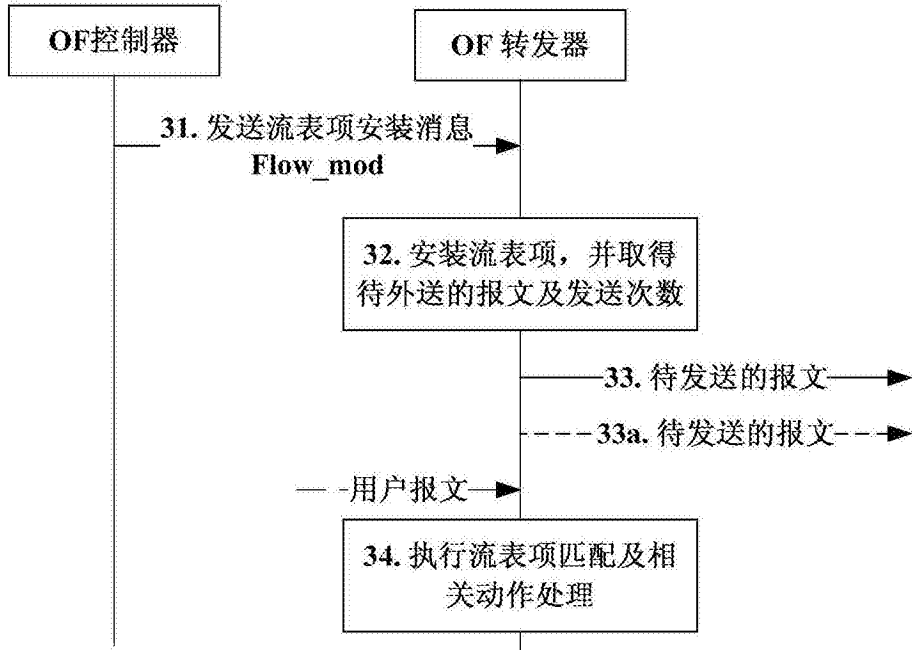 OF控制器
OF 转发器
31. 发送流表项安装消息
Flow_mod
32. 安装流表项，并取得
待外送的报文及发送次数
33. 待发送的报文
33a. 待发送的报文
用户报文
34. 执行流表项匹配及相
关动作处理